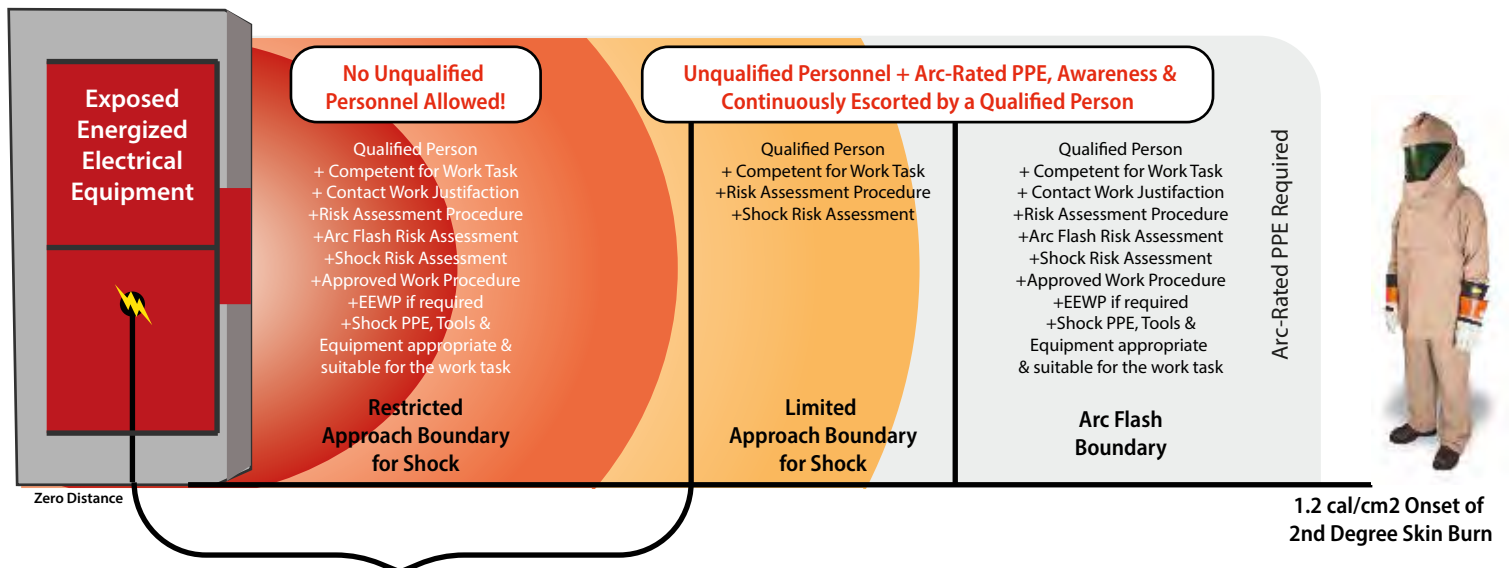 Exposed
Energized
Electrical
Equipment
No Unqualified
Personnel Allowed!
Qualified Person
+ Competent for Work Task
+ Contact Work Justifaction
+Risk Assessment Procedure
+Arc Flash Risk Assessment
+Shock Risk Assessment
+Approved Work Procedure
+EEWP if required
+Shock PPE, Tools &
Equipment appropriate &
suitable for the work task
Restricted
Approach Boundary
for Shock
Unqualified Personnel + Arc-Rated PPE, Awareness &
Continuously Escorted by a Qualified Person
Qualified Person
+ Competent for Work Task
+Risk Assessment Procedure
+Shock Risk Assessment
Limited
Approach Boundary
for Shock
Qualified Person
+ Competent for Work Task
+ Contact Work Justifaction
+Risk Assessment Procedure
+Arc Flash Risk Assessment
+Shock Risk Assessment
+Approved Work Procedure
+EEWP if required
+Shock PPE, Tools &
Equipment appropriate
& suitable for the work task
Arc Flash
Boundary
Arc-Rated PPE Required
Zero Distance
1.2 cal/cm2 Onset of
2nd Degree Skin Burn